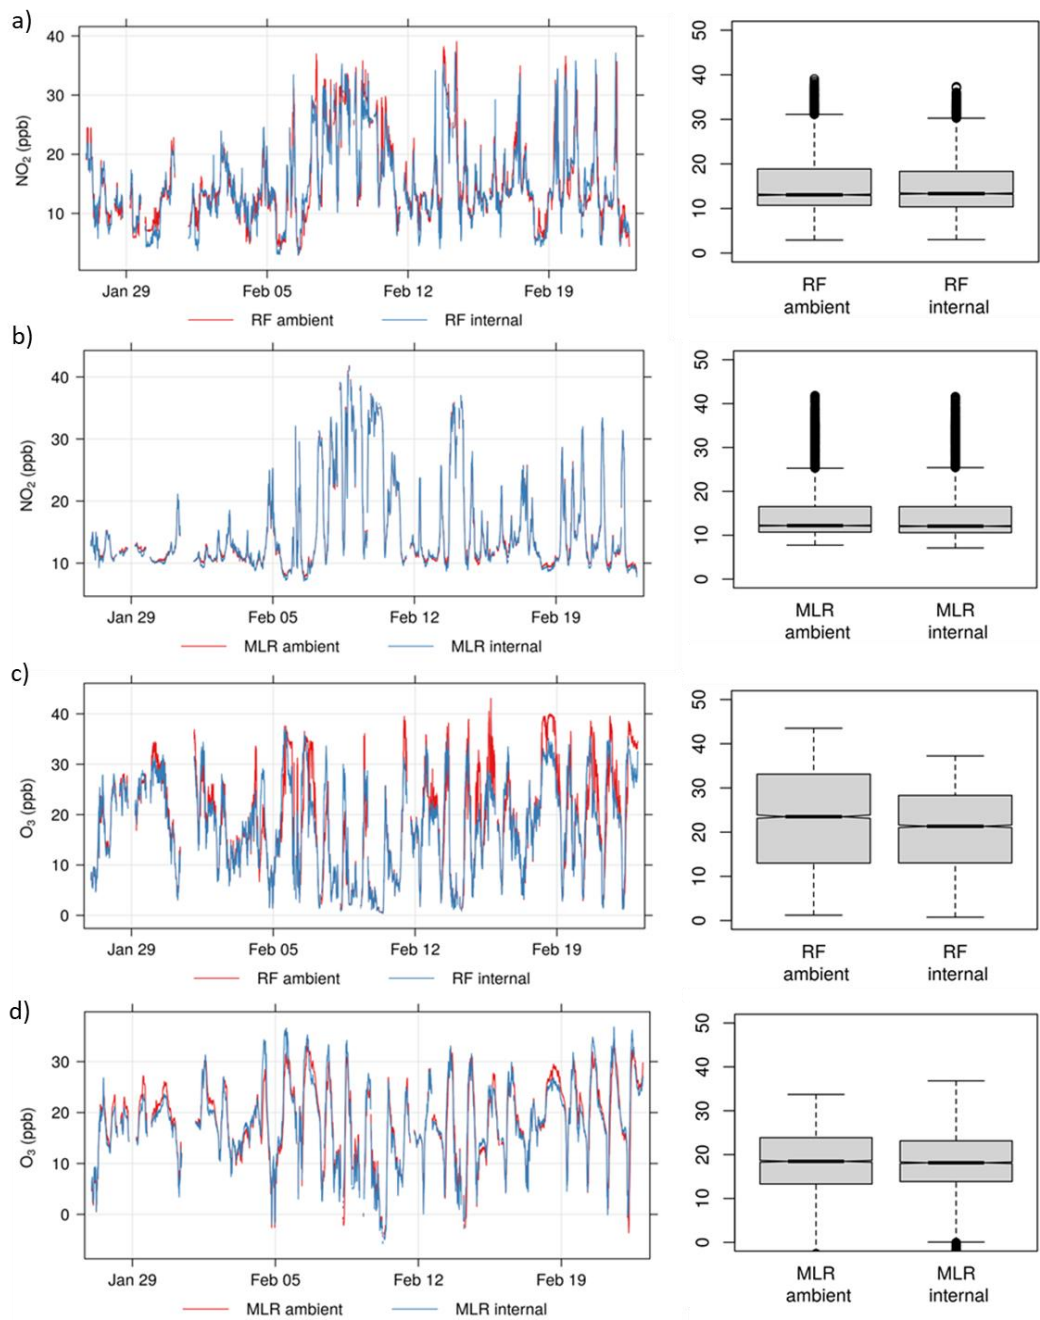 a)
NO₂ (ppb)
40
30
20
10
Jan 29
Feb 05
Feb 12
Feb 19
RF ambient
RF internal
50
40
30
20
10
0
RF
ambient
RF
internal
b)
NO₂ (ppb)
40
30
20
10
Jan 29
Feb 05
Feb 12
Feb 19
MLR ambient
MLR internal
50
40
30
20
10
0
MLR
ambient
MLR
internal
c)
O₃ (ppb)
40
30
20
10
0
Jan 29
Feb 05
Feb 12
Feb 19
RF ambient
RF internal
50
40
30
20
10
0
RF
ambient
RF
internal
d)
O₃ (ppb)
30
20
10
0
Jan 29
Feb 05
Feb 12
Feb 19
MLR ambient
MLR internal
50
40
30
20
10
0
MLR
ambient
MLR
internal